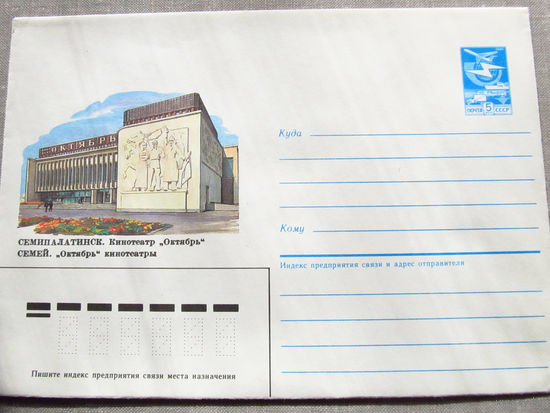 ПОЧТА 5 СССР
ОКТЯБРЬ
Куда
СЕМИПАЛАТИНСК. Кинотеатр „Октябрь“
СЕМЕЙ. „Октябрь“ кинотеатры
Кому
Индекс предприятия связи и адрес отправителя
Пишите индекс предприятия связи места назначения